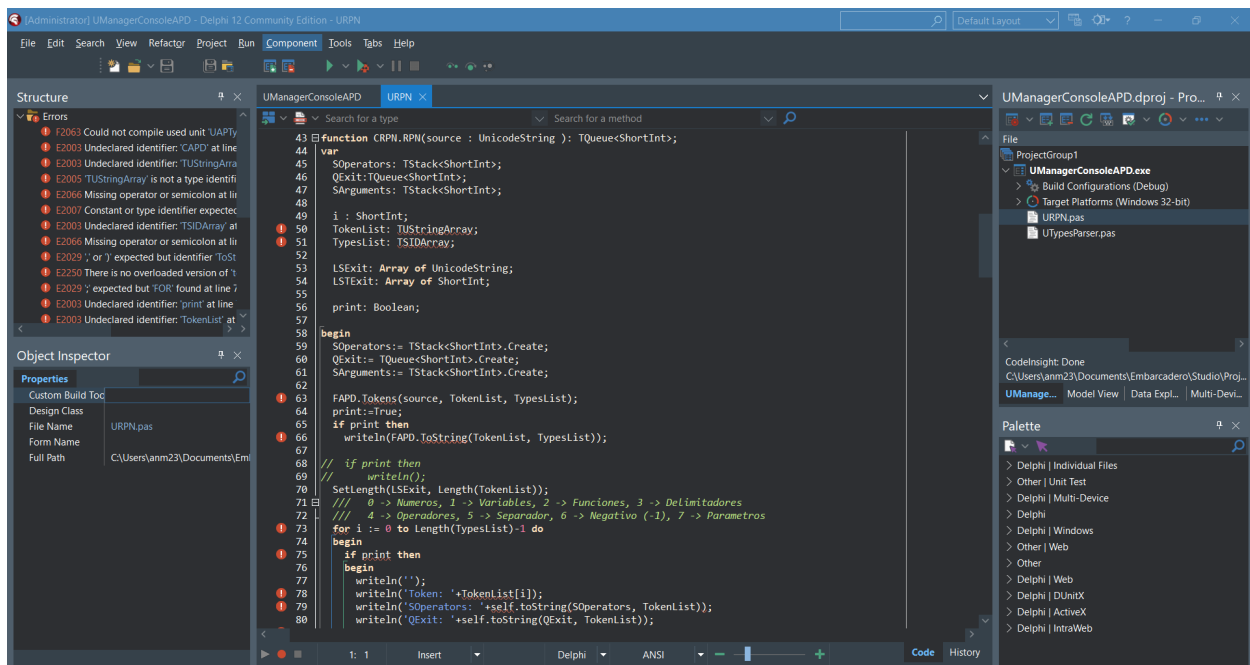 [Administrator] UManagerConsoleAPD - Delphi 12 Community Edition - URPN
Default Layout
?
File Edit Search View Refactor Project Run Component Tools Tabs Help
Structure
Errors
F2063 Could not compile used unit 'UAPTy
E2003 Undeclared identifier: 'CAPD' at line
E2003 Undeclared identifier: 'TUStringArra
E2005 'TUStringArray' is not a type identifi
E2066 Missing operator or semicolon at lin
E2007 Constant or type identifier expected
E2003 Undeclared identifier: 'TSIDArray' at
E2066 Missing operator or semicolon at lin
E2029 ',' or ')' expected but identifier 'ToSt
E2250 There is no overloaded version of 't
E2029 ';' expected but 'FOR' found at line 7
E2003 Undeclared identifier: 'print' at line
E2003 Undeclared identifier: 'TokenList' at
Object Inspector
Properties
Custom Build Toc
Design Class
File Name URPN.pas
Form Name
Full Path C:\Users\anm23\Documents\Eml
UManagerConsoleAPD URPN
Search for a type Search for a method
43 function CRPN.RPN(source : UnicodeString ): TQueue<ShortInt>;
44 var
45 SOperators: TStack<ShortInt>;
46 QExit:TQueue<ShortInt>;
47 SArguments: TStack<ShortInt>;
48
49 i : ShortInt;
50 TokenList: TUStringArray;
51 TypesList: TSIDArray;
52
53 LSExit: Array of UnicodeString;
54 LSTExit: Array of ShortInt;
55
56 print: Boolean;
57
58 begin
59 SOperators:= TStack<ShortInt>.Create;
60 QExit:= TQueue<ShortInt>.Create;
61 SArguments:= TStack<ShortInt>.Create;
62
63 FAPD.Tokens(source, TokenList, TypesList);
64 print:=True;
65 if print then
66 writeln(FAPD.ToString(TokenList, TypesList));
67
68 // if print then
69 // writeln();
70 SetLength(LSExit, Length(TokenList));
71 /// 0 -> Numeros, 1 -> Variables, 2 -> Funciones, 3 -> Delimitadores
72 /// 4 -> Operadores, 5 -> Separador, 6 -> Negativo (-1), 7 -> Parametros
73 for i := 0 to Length(TypesList)-1 do
74 begin
75 if print then
76 begin
77 writeln('');
78 writeln('Token: '+TokenList[i]);
79 writeln('SOperators: '+self.toString(SOperators, TokenList));
80 writeln('QExit: '+self.toString(QExit, TokenList));
1: 1 Insert Delphi ANSI Code History
UManagerConsoleAPD.dproj - Pro...
File
ProjectGroup1
UManagerConsoleAPD.exe
Build Configurations (Debug)
Target Platforms (Windows 32-bit)
URPN.pas
UTypesParser.pas
CodeInsight: Done
C:\Users\anm23\Documents\Embarcadero\Studio\Proj...
UManage... Model View Data Expl... Multi-Devi...
Palette
Delphi | Individual Files
Other | Unit Test
Delphi | Multi-Device
Delphi
Delphi | Windows
Other | Web
Other
Delphi | Web
Delphi | DUnitX
Delphi | ActiveX
Delphi | IntraWeb